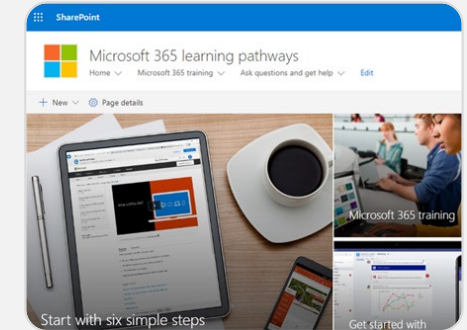 SharePoint
Microsoft 365 learning pathways
Home Microsoft 365 training Ask questions and get help Edit
New Page details
Microsoft 365 training
Start with six simple steps
Get started with